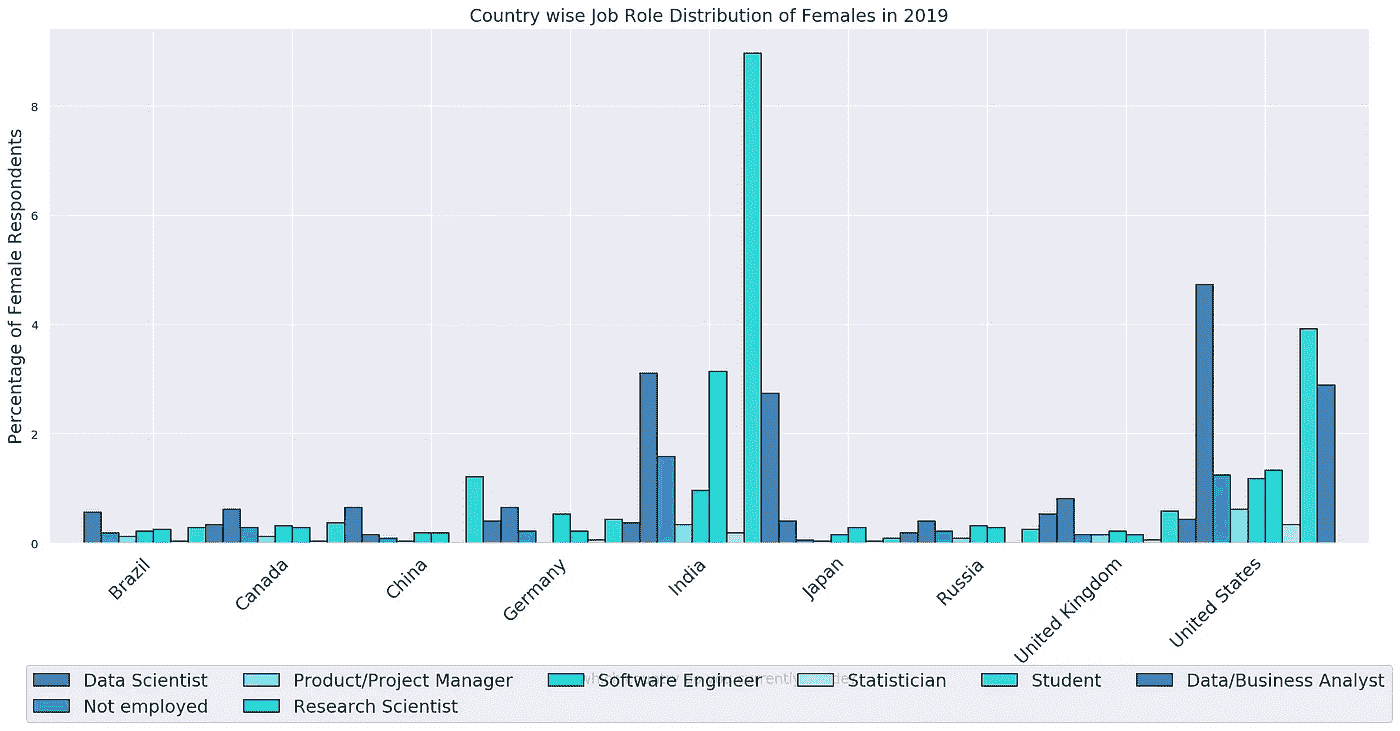 Country wise Job Role Distribution of Females in 2019
Percentage of Female Respondents
8
6
4
2
0
Brazil
Canada
China
Germany
India
Japan
Russia
United Kingdom
United States
Data Scientist Product/Project Manager Software Engineer Statistician Student Data/Business Analyst
Not employed Research Scientist